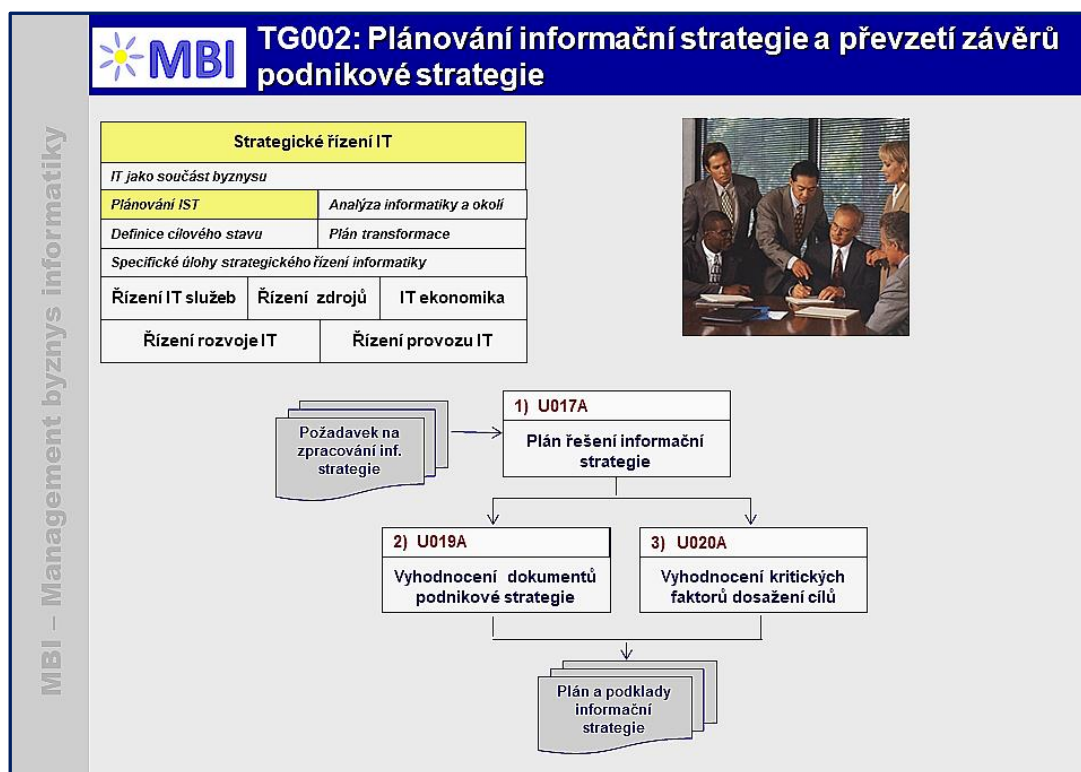 MBI – Management byznys informatiky
MBI
TG002: Plánování informační strategie a převzetí závěrů
podnikové strategie
Strategické řízení IT
IT jako součást byznysu
Plánování IST
Analýza informatiky a okolí
Definice cílového stavu
Plán transformace
Specifické úlohy strategického řízení informatiky
Řízení IT služeb
Řízení zdrojů
IT ekonomika
Řízení rozvoje IT
Řízení provozu IT
Požadavek na
zpracování inf.
strategie
1) U017A
Plán řešení informační
strategie
2) U019A
Vyhodnocení dokumentů
podnikové strategie
3) U020A
Vyhodnocení kritických
faktorů dosažení cílů
Plán a podklady
informační
strategie